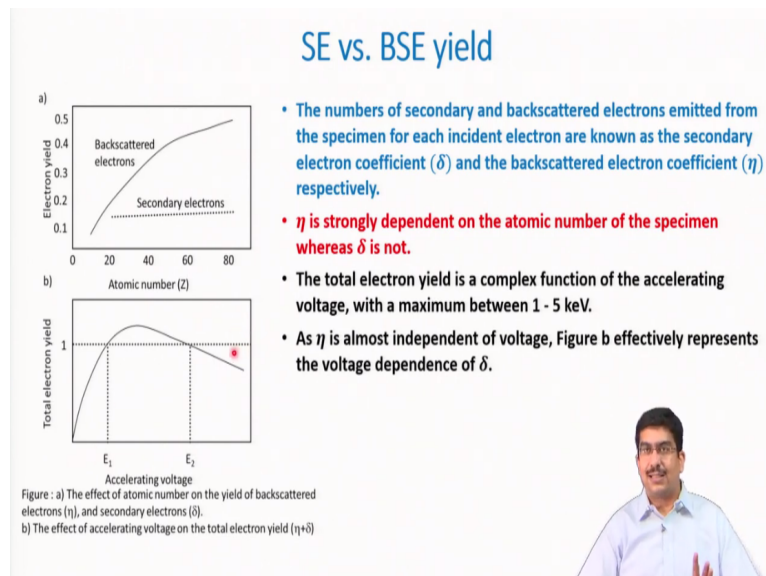 SE vs. BSE yield
a)
0.5
0.4
0.3
0.2
0.1
Electron yield
Backscattered
electrons
Secondary electrons
0 20 40 60 80
Atomic number (Z)
b)
Total electron yield
1
E₁ E₂
Accelerating voltage
Figure : a) The effect of atomic number on the yield of backscattered
electrons (η), and secondary electrons (δ).
b) The effect of accelerating voltage on the total electron yield (η+δ)
• The numbers of secondary and backscattered electrons emitted from
the specimen for each incident electron are known as the secondary
electron coefficient (δ) and the backscattered electron coefficient (η)
respectively.
• η is strongly dependent on the atomic number of the specimen
whereas δ is not.
• The total electron yield is a complex function of the accelerating
voltage, with a maximum between 1 - 5 keV.
• As η is almost independent of voltage, Figure b effectively represents
the voltage dependence of δ.